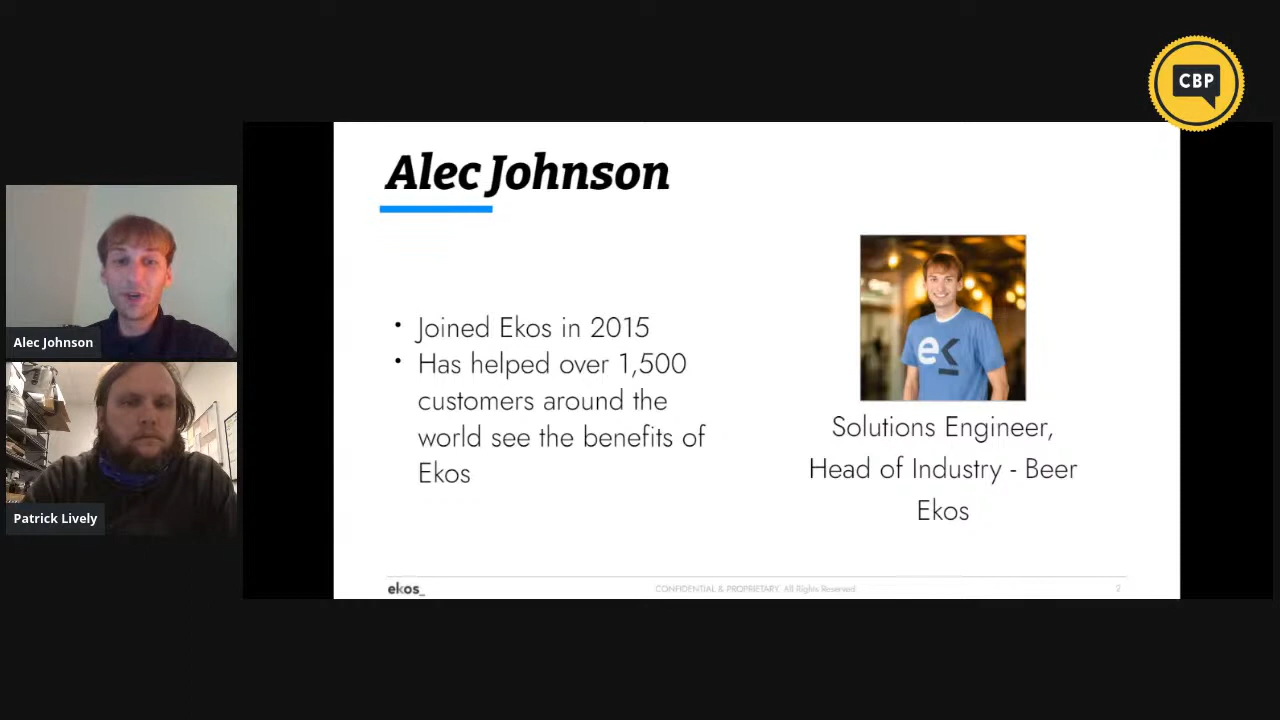 CBP
Alec Johnson
Alec Johnson
Patrick Lively
• Joined Ekos in 2015
• Has helped over 1,500
customers around the
world see the benefits of
Ekos
ek
Solutions Engineer,
Head of Industry - Beer
Ekos
ekos_
CONFIDENTIAL & PROPRIETARY. All Rights Reserved.
2